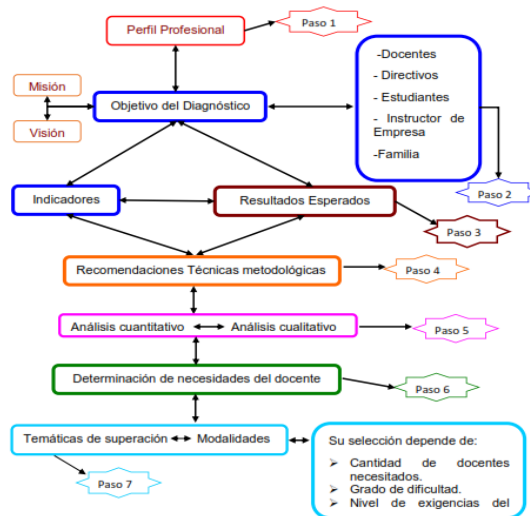 Perfil Profesional
Paso 1
Misión
Visión
Objetivo del Diagnóstico
-Docentes
- Directivos
- Estudiantes
- Instructor de
Empresa
-Familia
Paso 2
Indicadores
Resultados Esperados
Paso 3
Recomendaciones Técnicas metodológicas
Paso 4
Análisis cuantitativo
Análisis cualitativo
Paso 5
Determinación de necesidades del docente
Paso 6
Temáticas de superación
Modalidades
Paso 7
Su selección depende de:
➢ Cantidad de docentes
necesitados.
➢ Grado de dificultad.
➢ Nivel de exigencias del